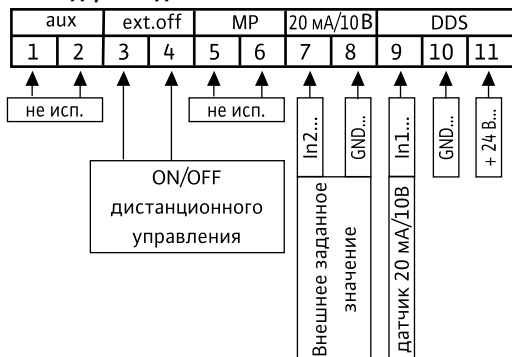 aux ext.off MP 20 мА/10 В DDS
1 2 3 4 5 6 7 8 9 10 11
не исп.
не исп.
In2...
GND...
In1...
GND...
+ 24 В...
ON/OFF
дистанционного
управления
Внешнее заданное
значение
датчик 20 мА/10В